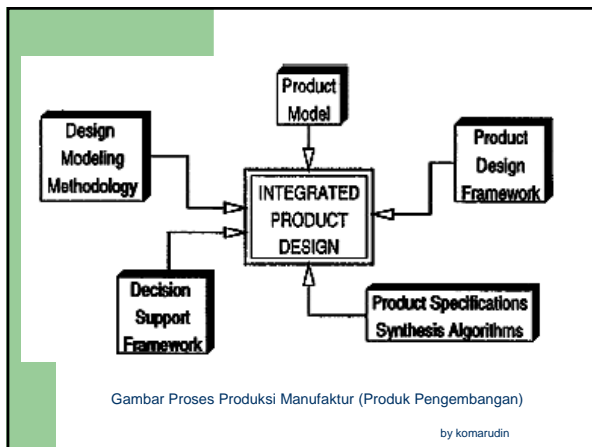 Product
Model
Design
Modeling
Methodology
Product
Design
Framework
INTEGRATED
PRODUCT
DESIGN
Decision
Support
Framework
Product Specifications
Synthesis Algorithms
Gambar Proses Produksi Manufaktur (Produk Pengembangan)
by komarudin